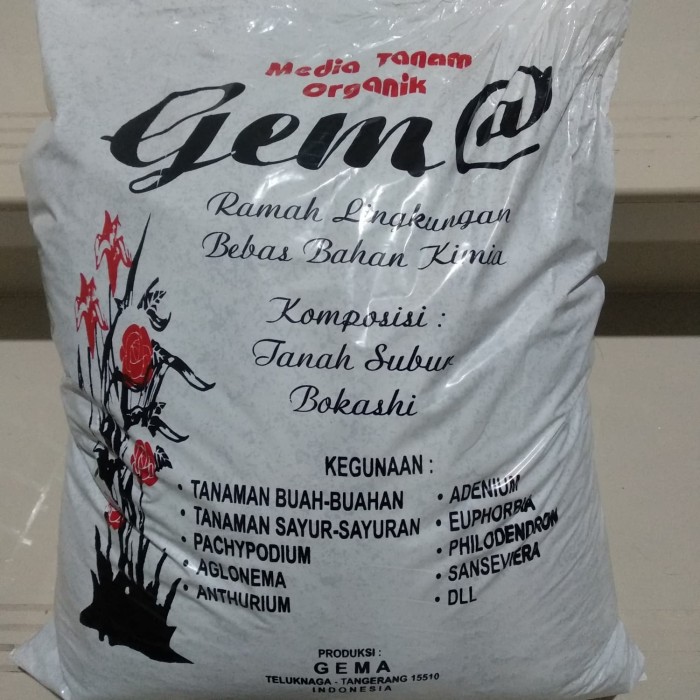 Media Tanam
Organik
Gem@
Ramah Lingkungan
Bebas Bahan Kimia
Komposisi :
Tanah Subur
Bokashi
KEGUNAAN :
• TANAMAN BUAH-BUAHAN
• TANAMAN SAYUR-SAYURAN
• PACHYPODIUM
• AGLONEMA
• ANTHURIUM
• ADENIUM
• EUPHORBIA
• PHILODENDRON
• SANSEVIERA
• DLL
PRODUKSI :
GEMA
TELUKNAGA - TANGERANG 15510
INDONESIA